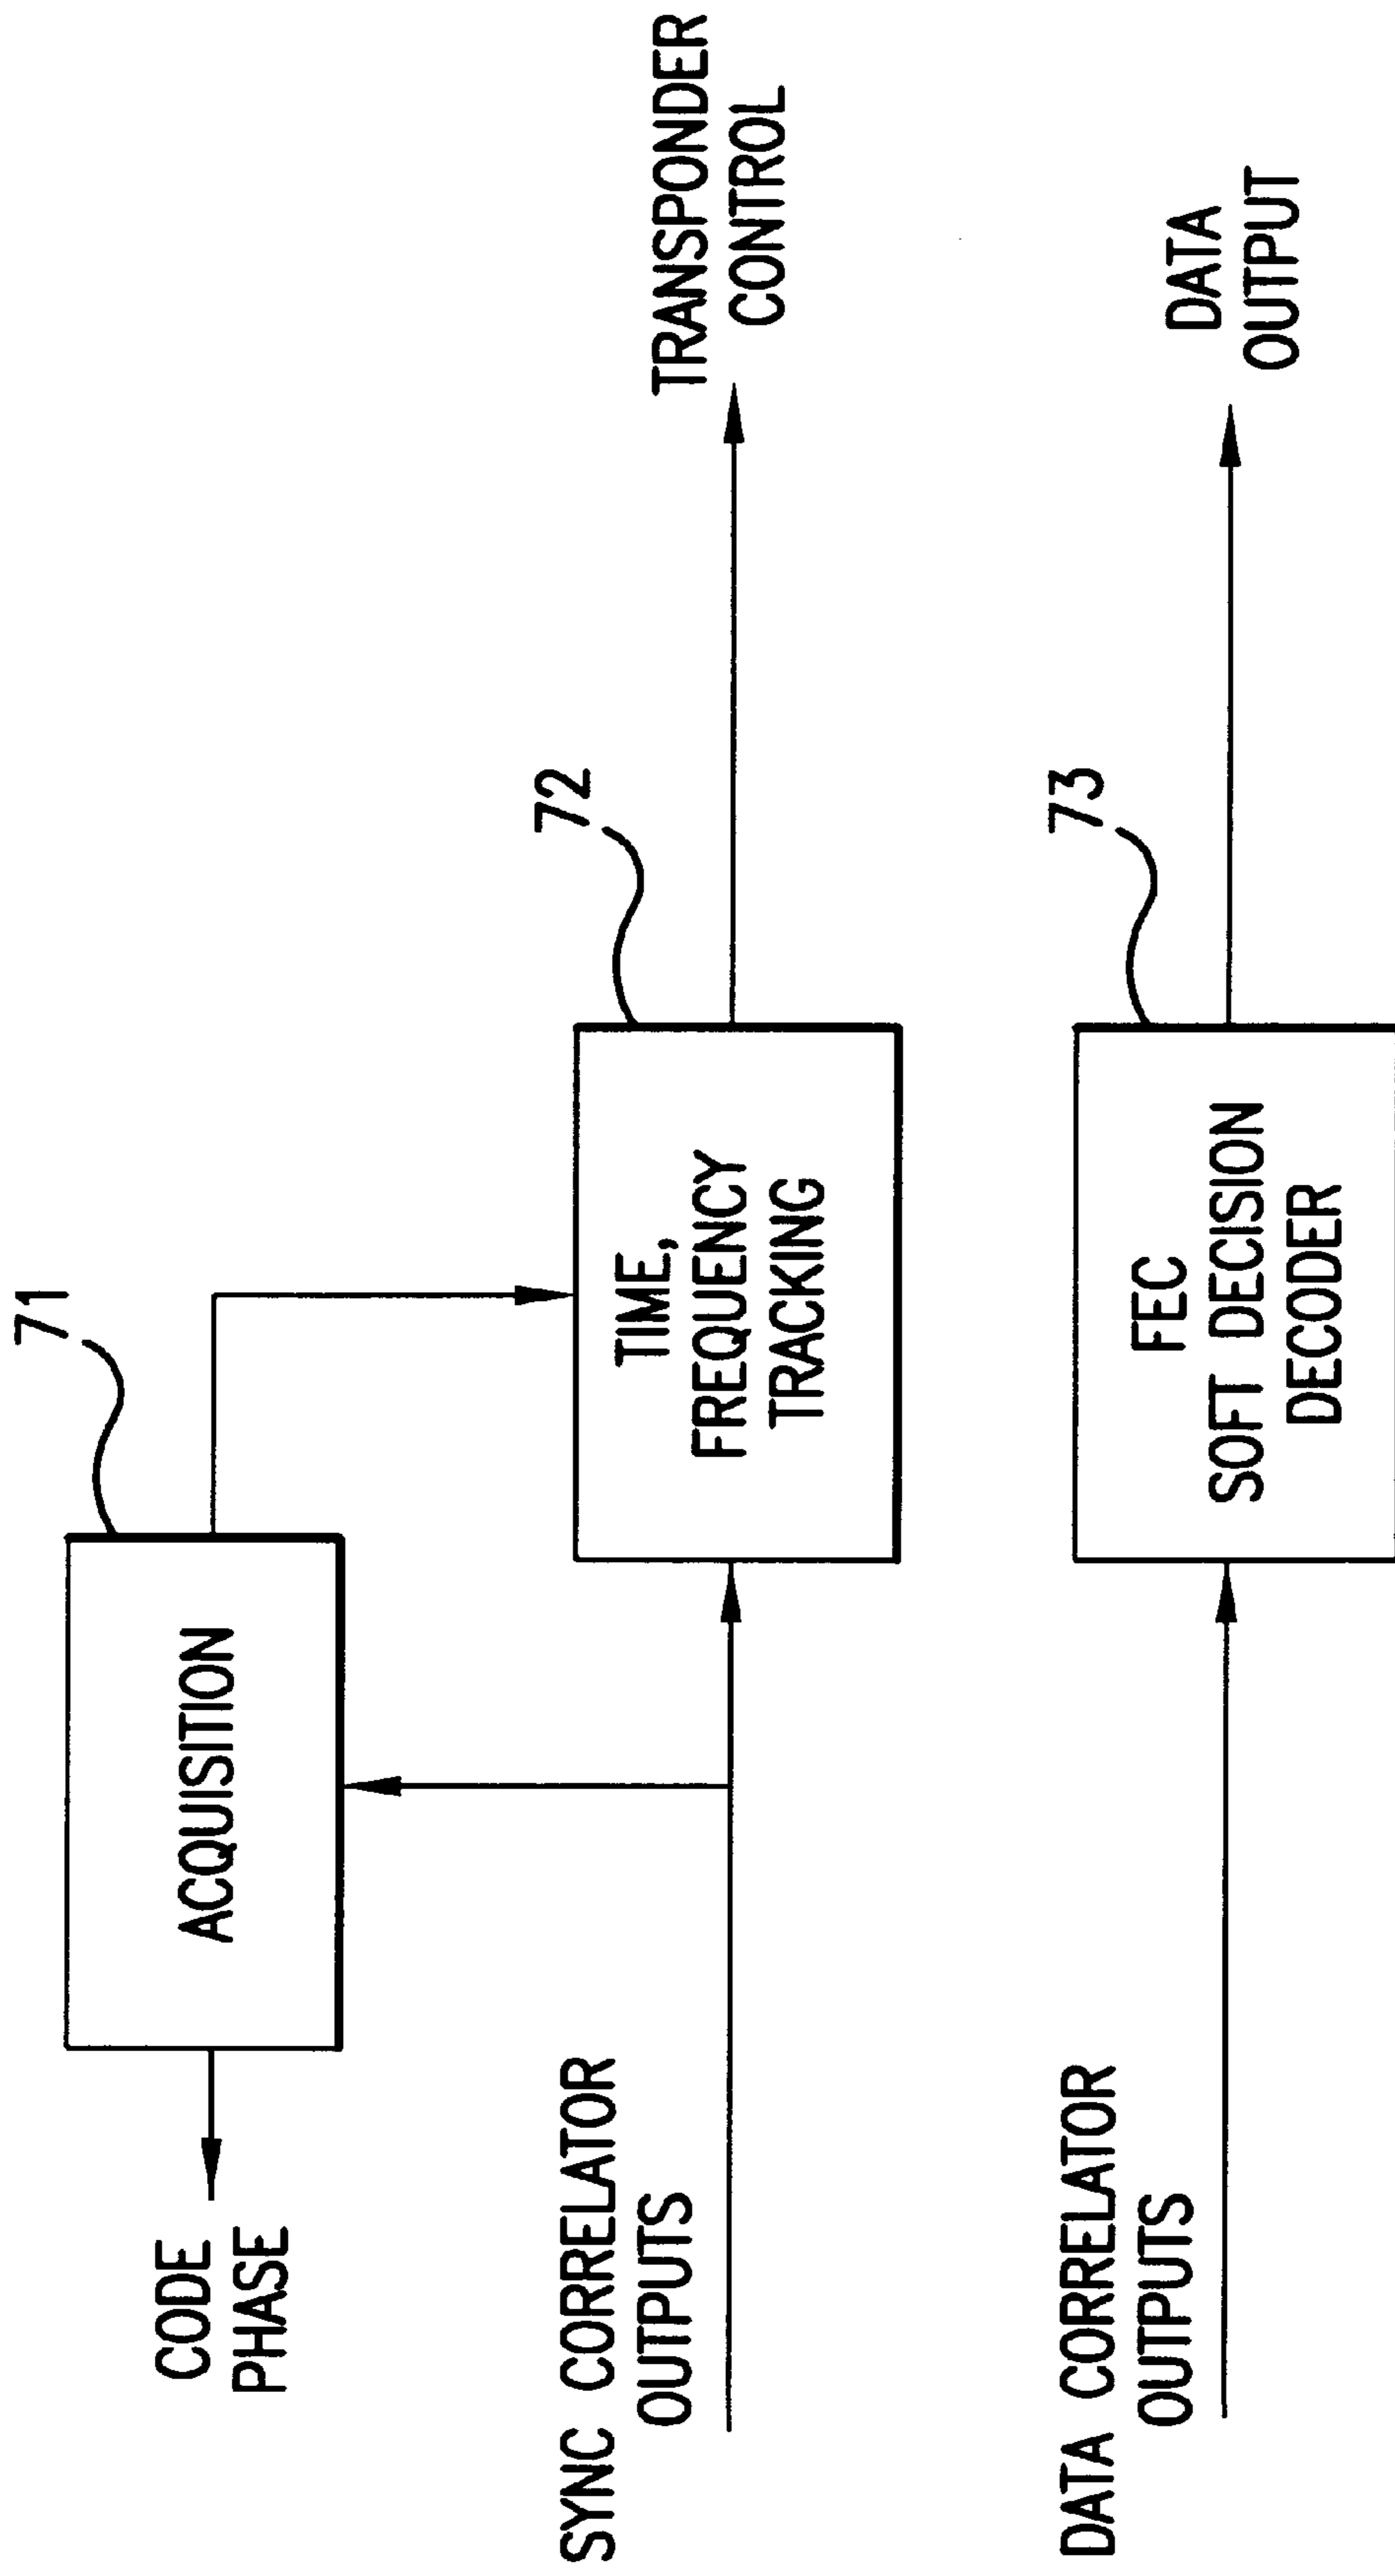 71
ACQUISITION
CODE
PHASE
72
TIME,
FREQUENCY
TRACKING
SYNC CORRELATOR
OUTPUTS
TRANSPONDER
CONTROL
73
FEC
SOFT DECISION
DECODER
DATA CORRELATOR
OUTPUTS
DATA
OUTPUT